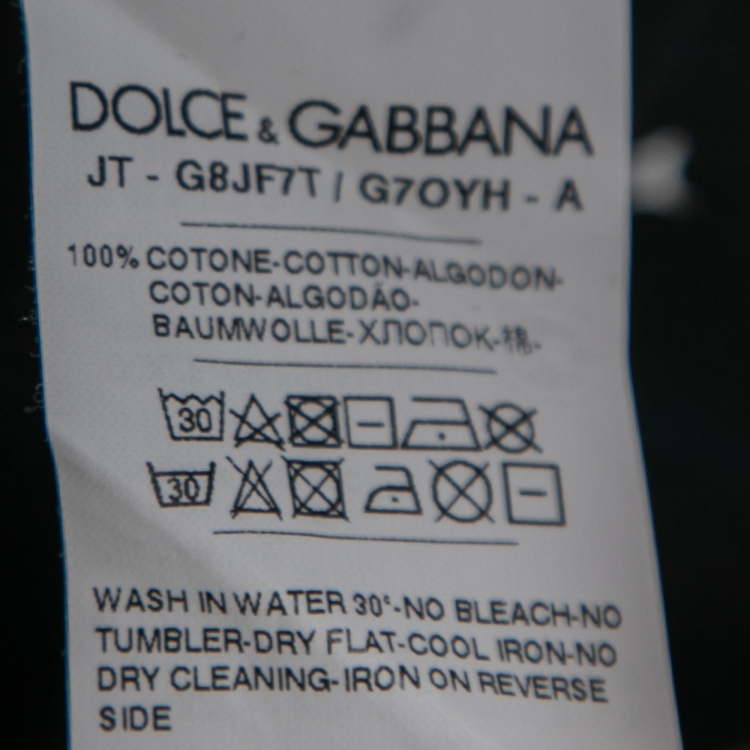 DOLCE & GABBANA
JT - G8JF7T / G7OYH - A
100% COTONE-COTTON-ALGODON-
COTON-ALGODÃO-
BAUMWOLLE-ХЛОПОК-棉-
30
30
WASH IN WATER 30°-NO BLEACH-NO
TUMBLER-DRY FLAT-COOL IRON-NO
DRY CLEANING-IRON ON REVERSE
SIDE